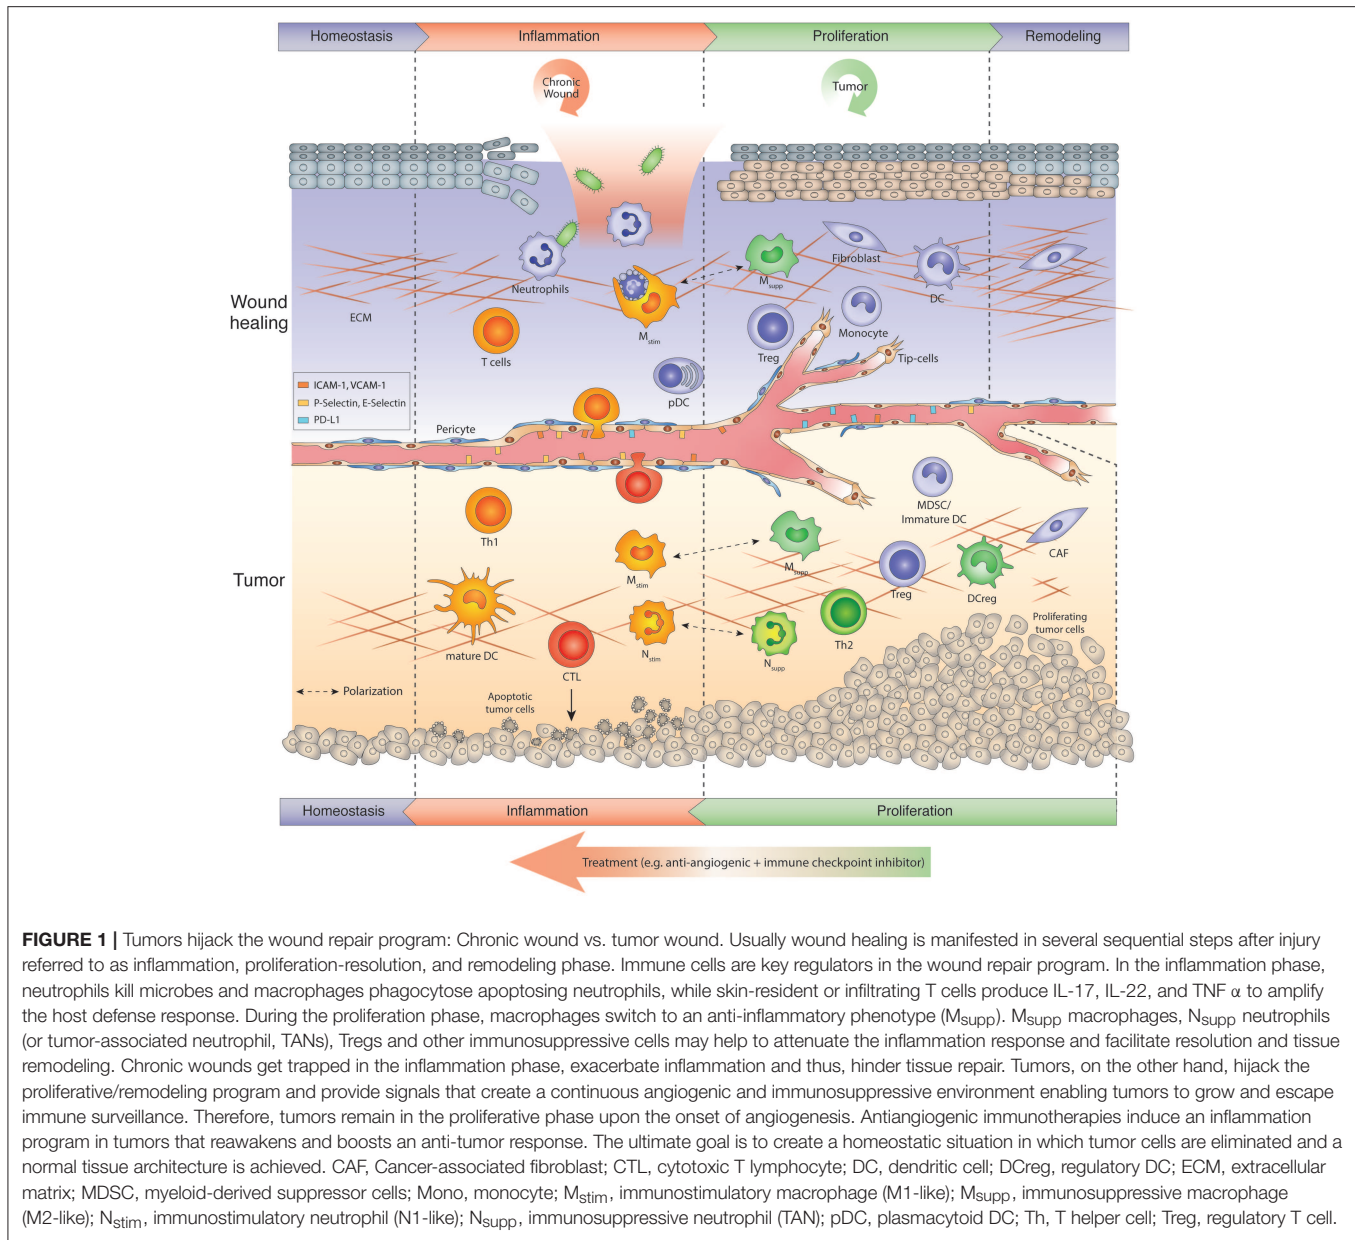 Homeostasis
Inflammation
Proliferation
Remodeling
Chronic
Wound
Tumor
Wound
healing
ECM
Neutrophils
T cells
Mstim
Msupp
Fibroblast
DC
Monocyte
Treg
Tip-cells
pDC
ICAM-1, VCAM-1
P-Selectin, E-Selectin
PD-L1
Pericyte
Tumor
Th1
mature DC
Mstim
Nstim
CTL
Apoptotic
tumor cells
Polarization
MDSC/
Immature DC
Msupp
Treg
DCreg
CAF
Th2
Nsupp
Proliferating
tumor cells
Homeostasis
Inflammation
Proliferation
Treatment (e.g. anti-angiogenic + immune checkpoint inhibitor)
FIGURE 1 | Tumors hijack the wound repair program: Chronic wound vs. tumor wound. Usually wound healing is manifested in several sequential steps after injury
referred to as inflammation, proliferation-resolution, and remodeling phase. Immune cells are key regulators in the wound repair program. In the inflammation phase,
neutrophils kill microbes and macrophages phagocytose apoptosing neutrophils, while skin-resident or infiltrating T cells produce IL-17, IL-22, and TNF α to amplify
the host defense response. During the proliferation phase, macrophages switch to an anti-inflammatory phenotype (Msupp). Msupp macrophages, Nsupp neutrophils
(or tumor-associated neutrophil, TANs), Tregs and other immunosuppressive cells may help to attenuate the inflammation response and facilitate resolution and tissue
remodeling. Chronic wounds get trapped in the inflammation phase, exacerbate inflammation and thus, hinder tissue repair. Tumors, on the other hand, hijack the
proliferative/remodeling program and provide signals that create a continuous angiogenic and immunosuppressive environment enabling tumors to grow and escape
immune surveillance. Therefore, tumors remain in the proliferative phase upon the onset of angiogenesis. Antiangiogenic immunotherapies induce an inflammation
program in tumors that reawakens and boosts an anti-tumor response. The ultimate goal is to create a homeostatic situation in which tumor cells are eliminated and a
normal tissue architecture is achieved. CAF, Cancer-associated fibroblast; CTL, cytotoxic T lymphocyte; DC, dendritic cell; DCreg, regulatory DC; ECM, extracellular
matrix; MDSC, myeloid-derived suppressor cells; Mono, monocyte; Mstim, immunostimulatory macrophage (M1-like); Msupp, immunosuppressive macrophage
(M2-like); Nstim, immunostimulatory neutrophil (N1-like); Nsupp, immunosuppressive neutrophil (TAN); pDC, plasmacytoid DC; Th, T helper cell; Treg, regulatory T cell.